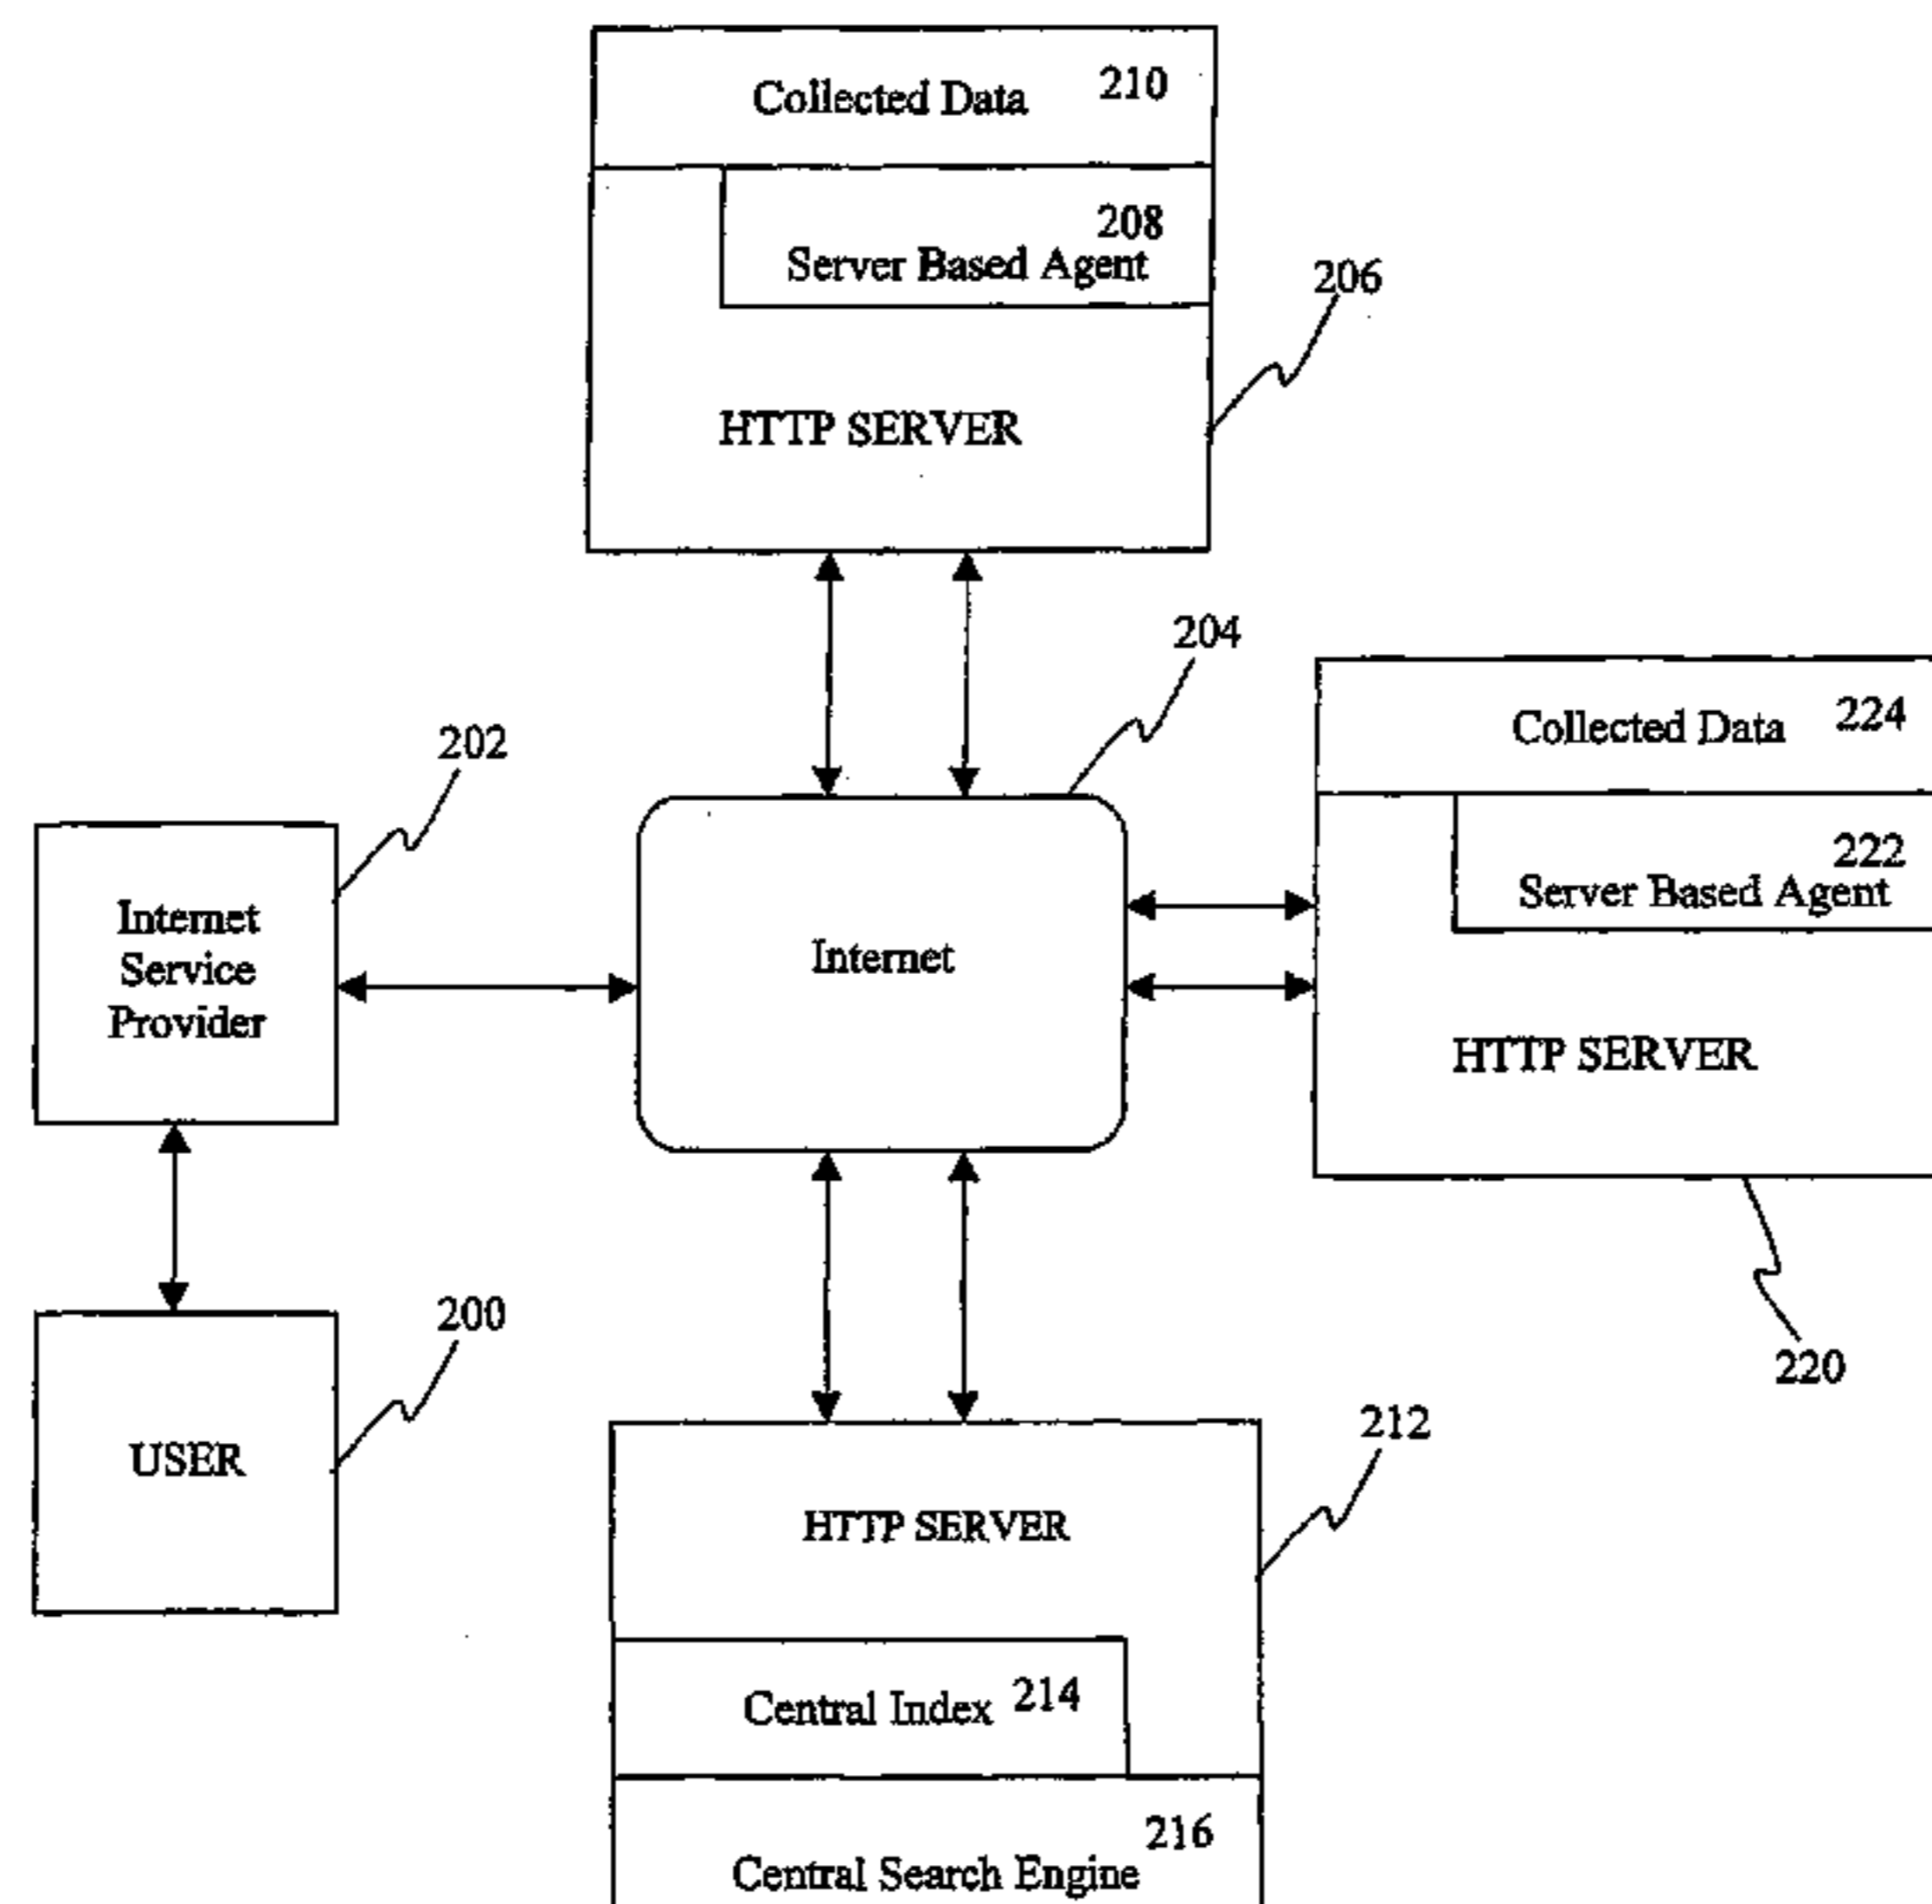 Collected Data 210
208
Server Based Agent
206
HTTP SERVER
204
202
Collected Data 224
222
Server Based Agent
Internet
Service
Provider
Internet
HTTP SERVER
200
220
212
USER
HTTP SERVER
Central Index 214
216
Central Search Engine